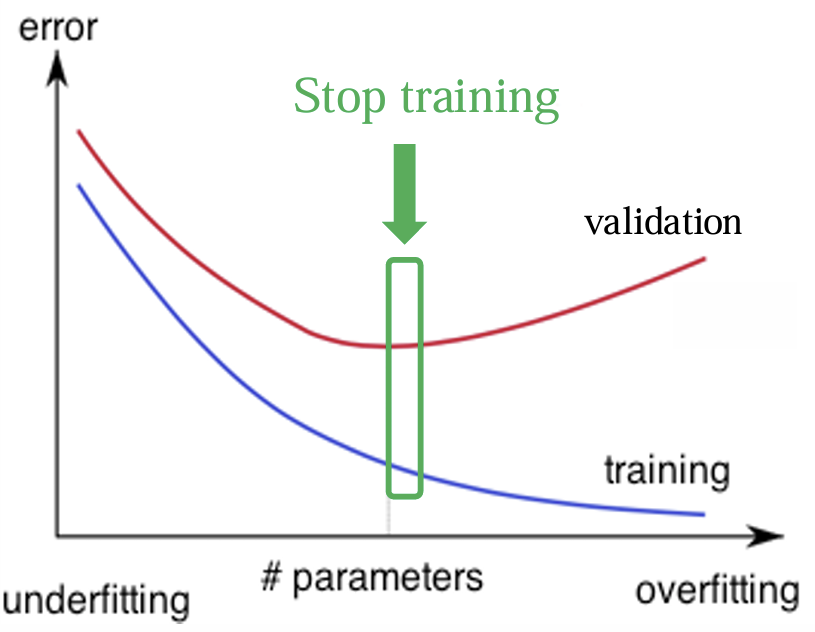 error
Stop training
validation
training
# parameters
underfitting
overfitting